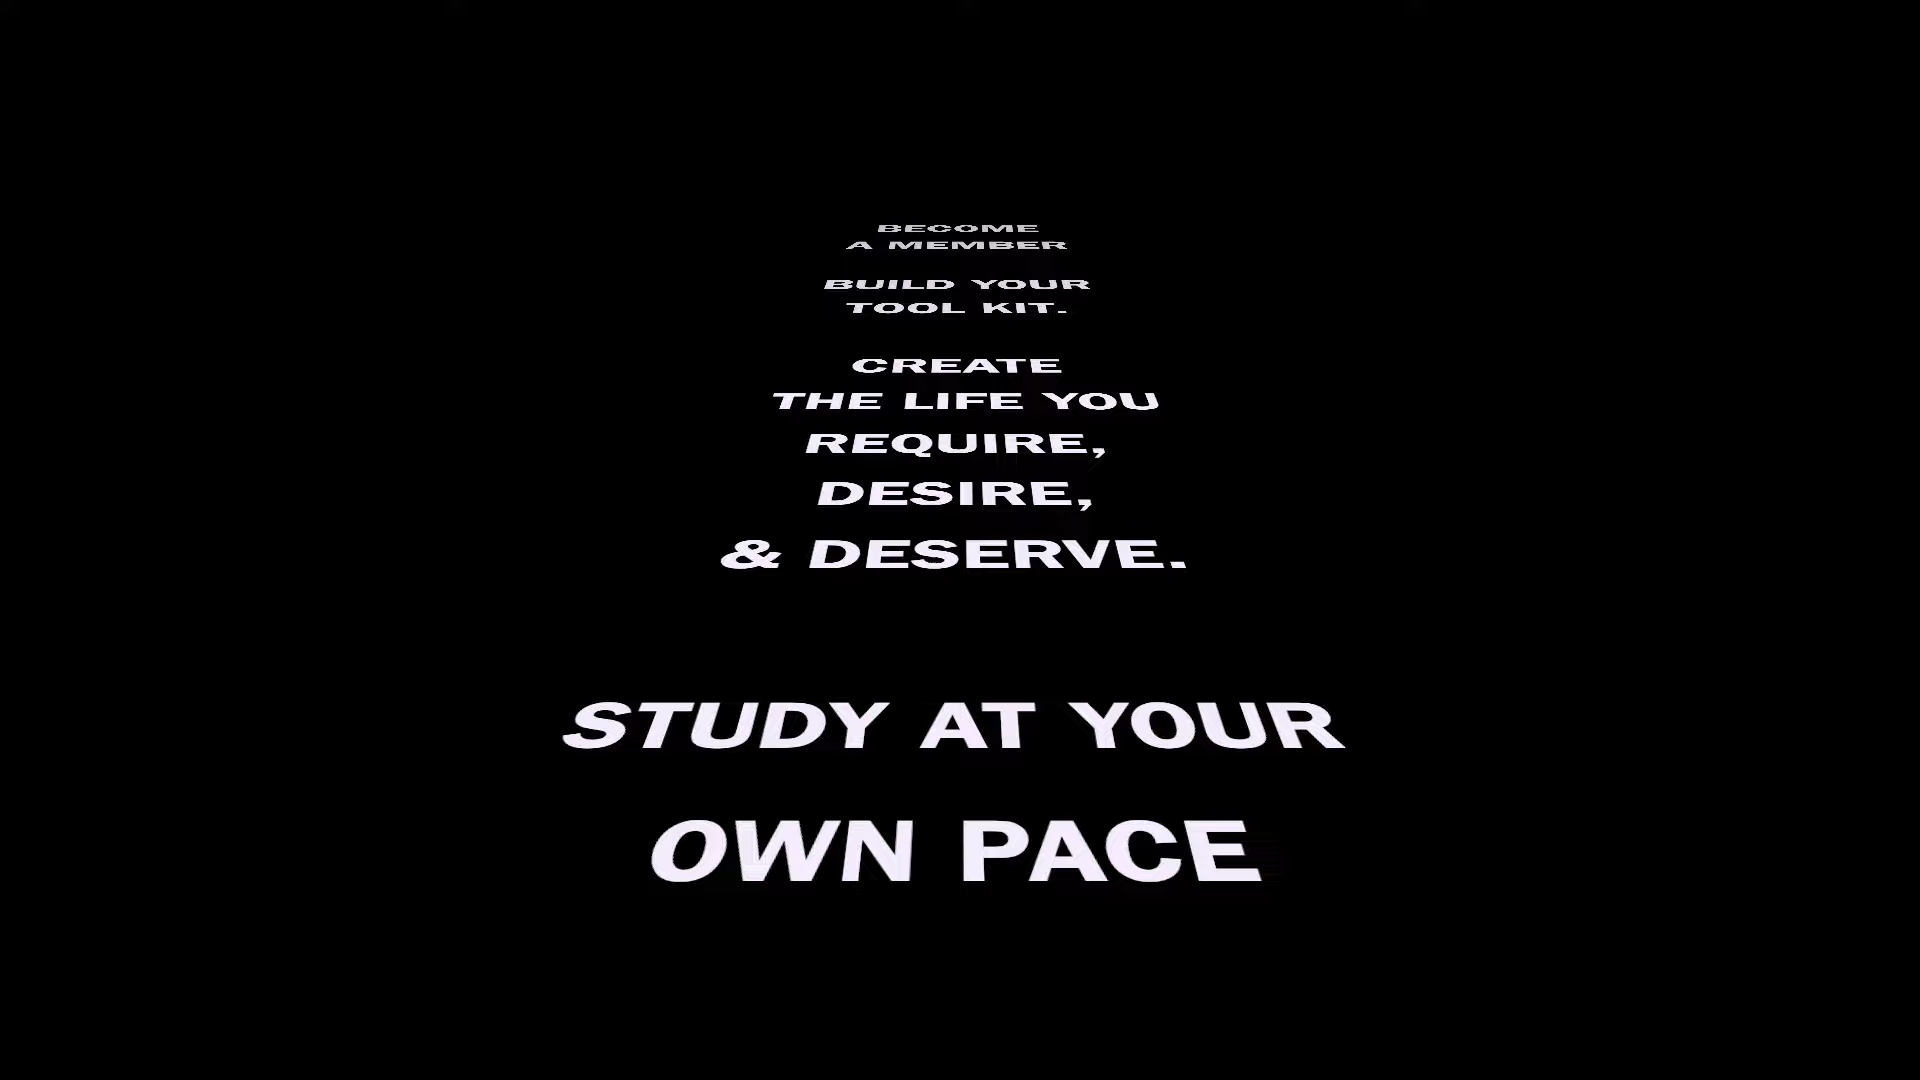 BECOME
A MEMBER
BUILD YOUR
TOOL KIT.
CREATE
THE LIFE YOU
REQUIRE,
DESIRE,
& DESERVE.
STUDY AT YOUR
OWN PACE